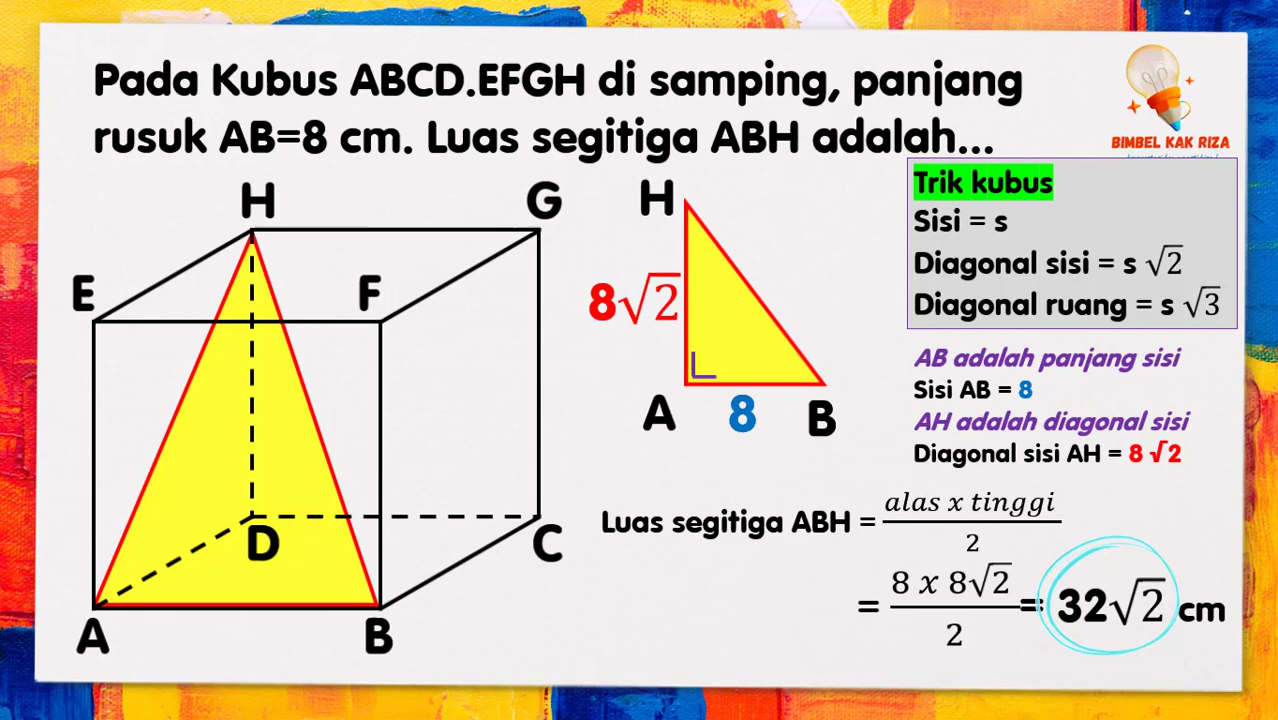 Pada Kubus ABCD.EFGH di samping, panjang
rusuk AB=8 cm. Luas segitiga ABH adalah...
BIMBEL KAK RIZA
H
G
E
F
D
C
A
B
H
8√2
A
8
B
Trik kubus
Sisi = s
Diagonal sisi = s √2
Diagonal ruang = s √3
AB adalah panjang sisi
Sisi AB = 8
AH adalah diagonal sisi
Diagonal sisi AH = 8 √2
Luas segitiga ABH = alas x tinggi / 2
= 8 x 8√2 / 2 = 32√2 cm